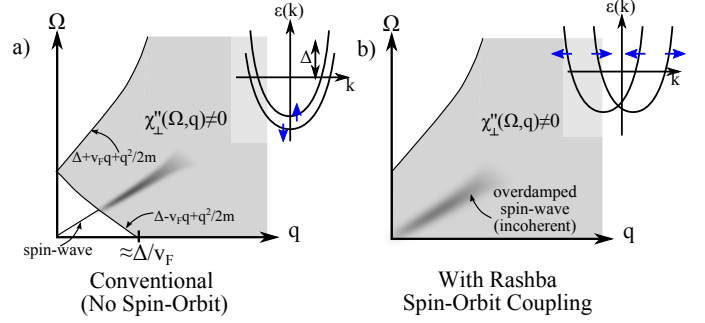 a)
Ω
ε(k)
Δ
k
χ″⊥(Ω,q)≠0
Δ+vFq+q²/2m
Δ-vFq+q²/2m
spin-wave
≈Δ/vF
q
Conventional
(No Spin-Orbit)
b)
Ω
ε(k)
k
χ″⊥(Ω,q)≠0
overdamped
spin-wave
(incoherent)
q
With Rashba
Spin-Orbit Coupling